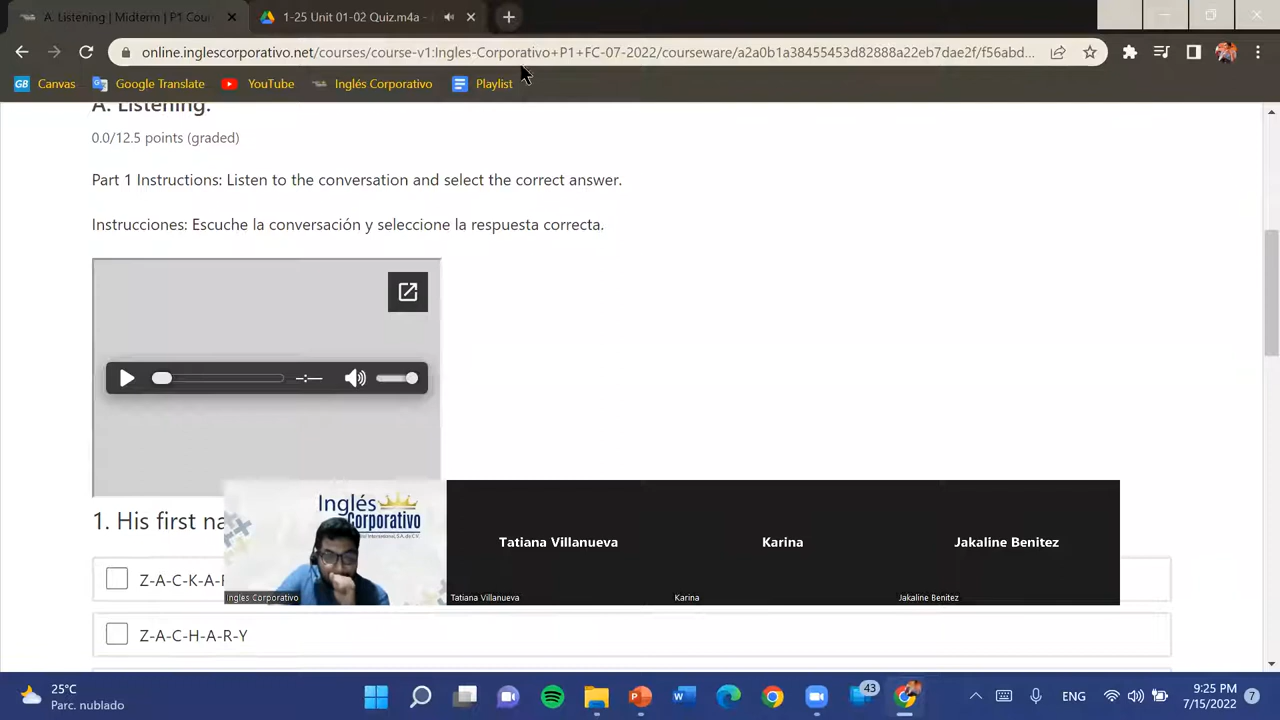 A. Listening | Midterm | P1 Cou
1-25 Unit 01-02 Quiz.m4a -
online.inglescorporativo.net/courses/course-v1:Ingles-Corporativo+P1+FC-07-2022/courseware/a2a0b1a38455453d82888a22eb7dae2f/f56abd...
GB Canvas
Google Translate
YouTube
Inglés Corporativo
Playlist
A. Listening.
0.0/12.5 points (graded)
Part 1 Instructions: Listen to the conversation and select the correct answer.
Instrucciones: Escuche la conversación y seleccione la respuesta correcta.
-:--
1. His first na
Inglés
Corporativo
Tatiana Villanueva
Karina
Jakaline Benitez
Z-A-C-K-A-R
Ingles Corporativo
Tatiana Villanueva
Karina
Jakaline Benitez
Z-A-C-H-A-R-Y
25°C
Parc. nublado
43
ENG
9:25 PM
7/15/2022
7